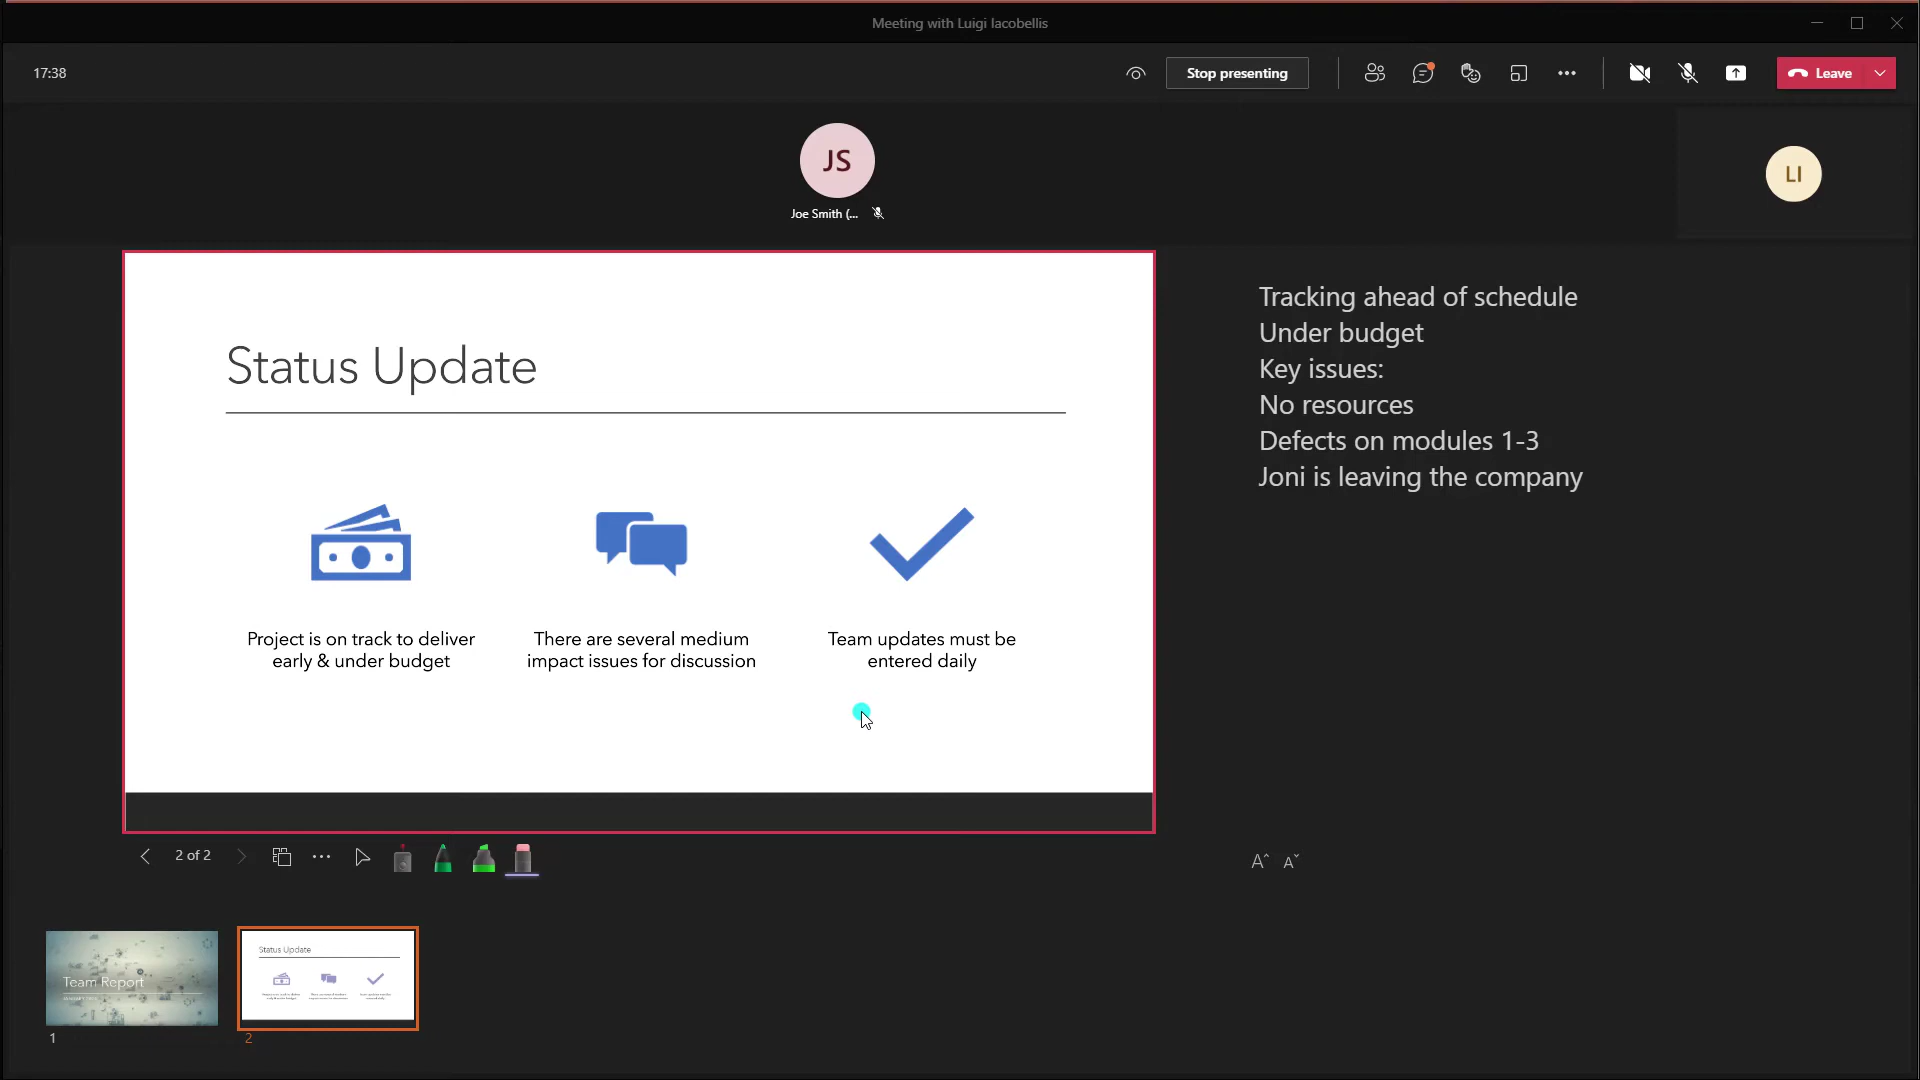 Meeting with Luigi Iacobellis
17:38
Stop presenting
Leave
JS
Joe Smith (...
LI
Status Update
Project is on track to deliver
early & under budget
There are several medium
impact issues for discussion
Team updates must be
entered daily
Tracking ahead of schedule
Under budget
Key issues:
No resources
Defects on modules 1-3
Joni is leaving the company
2 of 2
A A
Team Report
1
Status Update
2